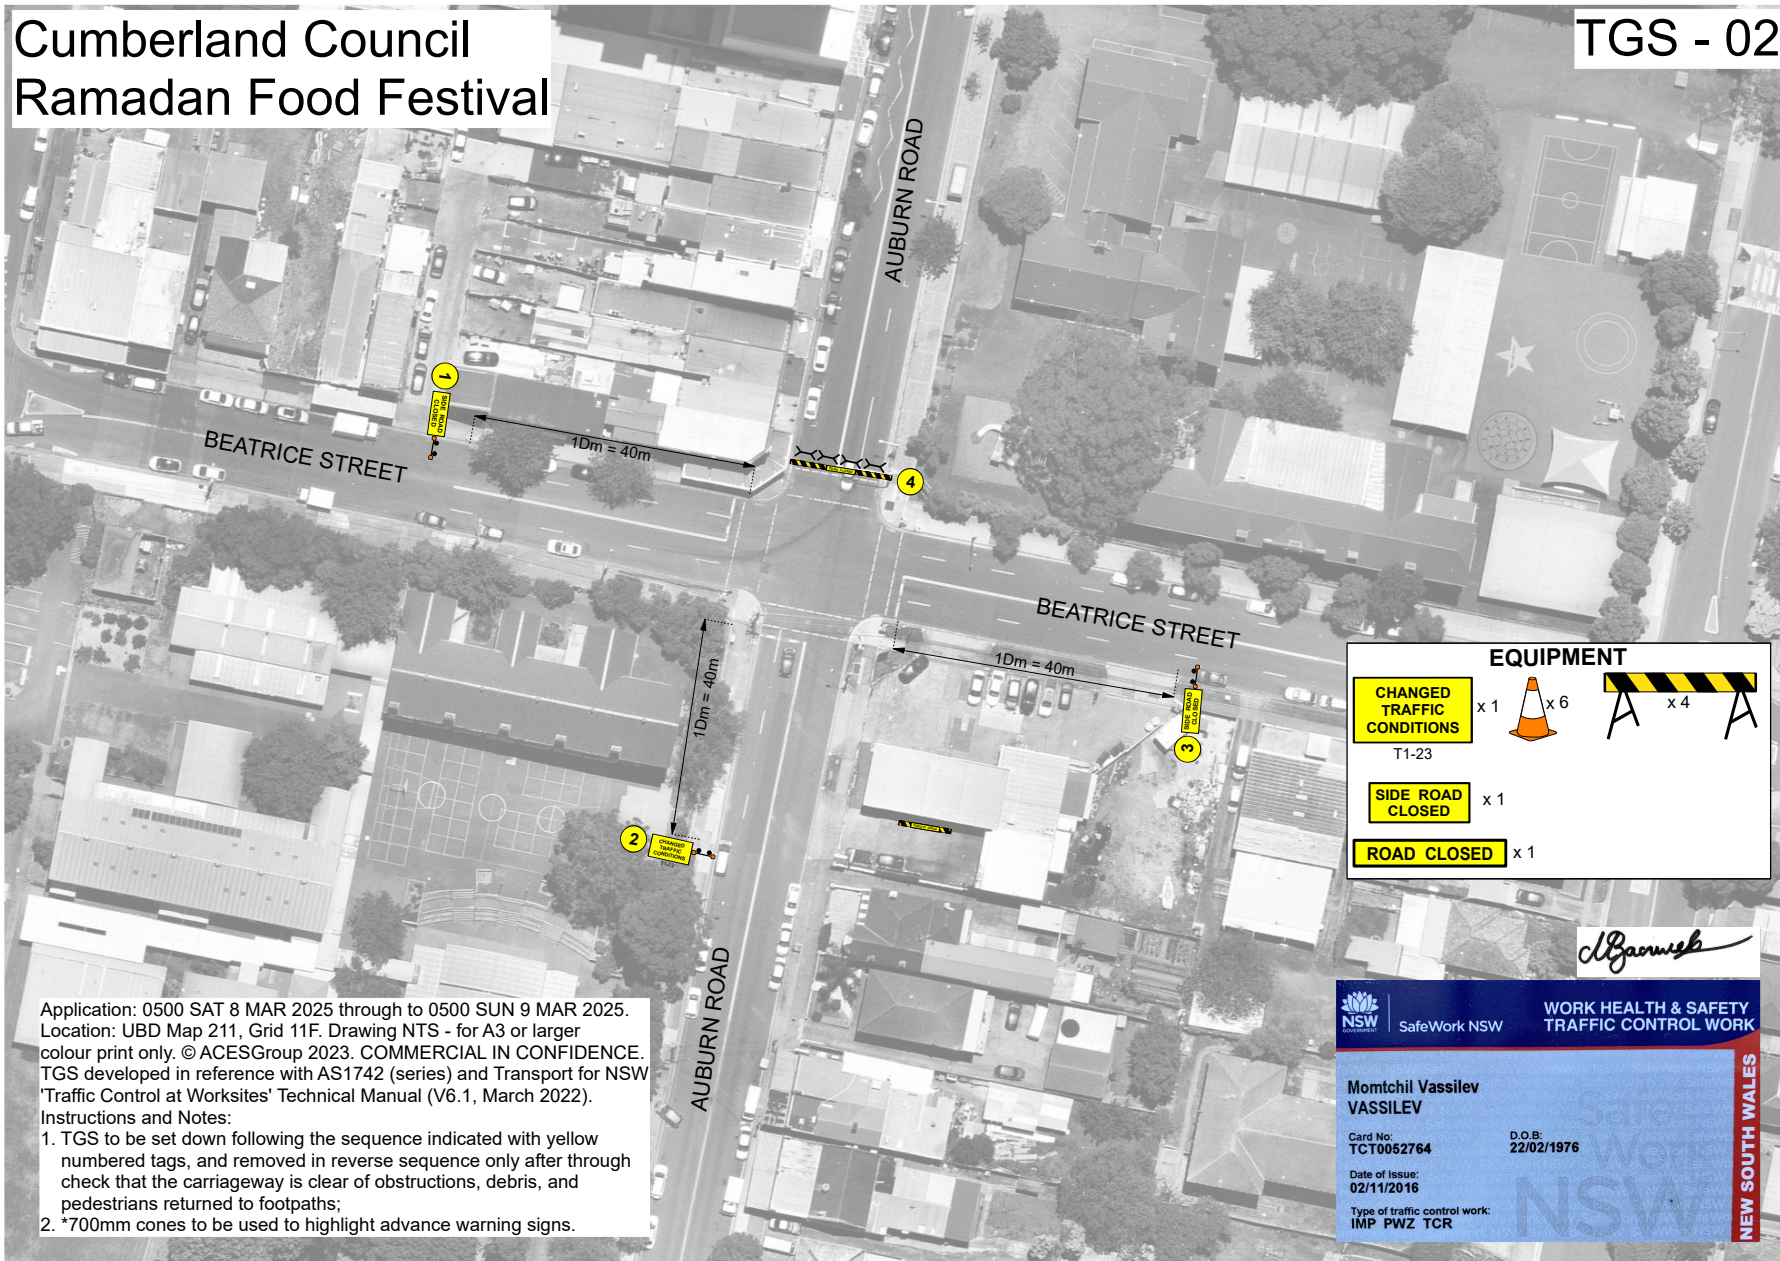 Cumberland Council
Ramadan Food Festival
TGS - 02
AUBURN ROAD
1
SIDE ROAD
CLOSED
1Dm = 40m
BEATRICE STREET
4
BEATRICE STREET
1Dm = 40m
1Dm = 40m
SIDE ROAD
CLOSED
3
2
CHANGED
TRAFFIC
CONDITIONS
T1-23
AUBURN ROAD
EQUIPMENT
CHANGED
TRAFFIC
CONDITIONS
x 1
x 6
x 4
T1-23
SIDE ROAD
CLOSED
x 1
ROAD CLOSED
x 1
Application: 0500 SAT 8 MAR 2025 through to 0500 SUN 9 MAR 2025.
Location: UBD Map 211, Grid 11F. Drawing NTS - for A3 or larger
colour print only. © ACESGroup 2023. COMMERCIAL IN CONFIDENCE.
TGS developed in reference with AS1742 (series) and Transport for NSW
'Traffic Control at Worksites' Technical Manual (V6.1, March 2022).
Instructions and Notes:
1. TGS to be set down following the sequence indicated with yellow
numbered tags, and removed in reverse sequence only after through
check that the carriageway is clear of obstructions, debris, and
pedestrians returned to footpaths;
2. *700mm cones to be used to highlight advance warning signs.
NSW
GOVERNMENT
SafeWork NSW
WORK HEALTH & SAFETY
TRAFFIC CONTROL WORK
Momtchil Vassilev
VASSILEV
Card No:
TCT0052764
D.O.B:
22/02/1976
Date of Issue:
02/11/2016
Type of traffic control work:
IMP PWZ TCR
Safe
Work
NSW
NEW SOUTH WALES